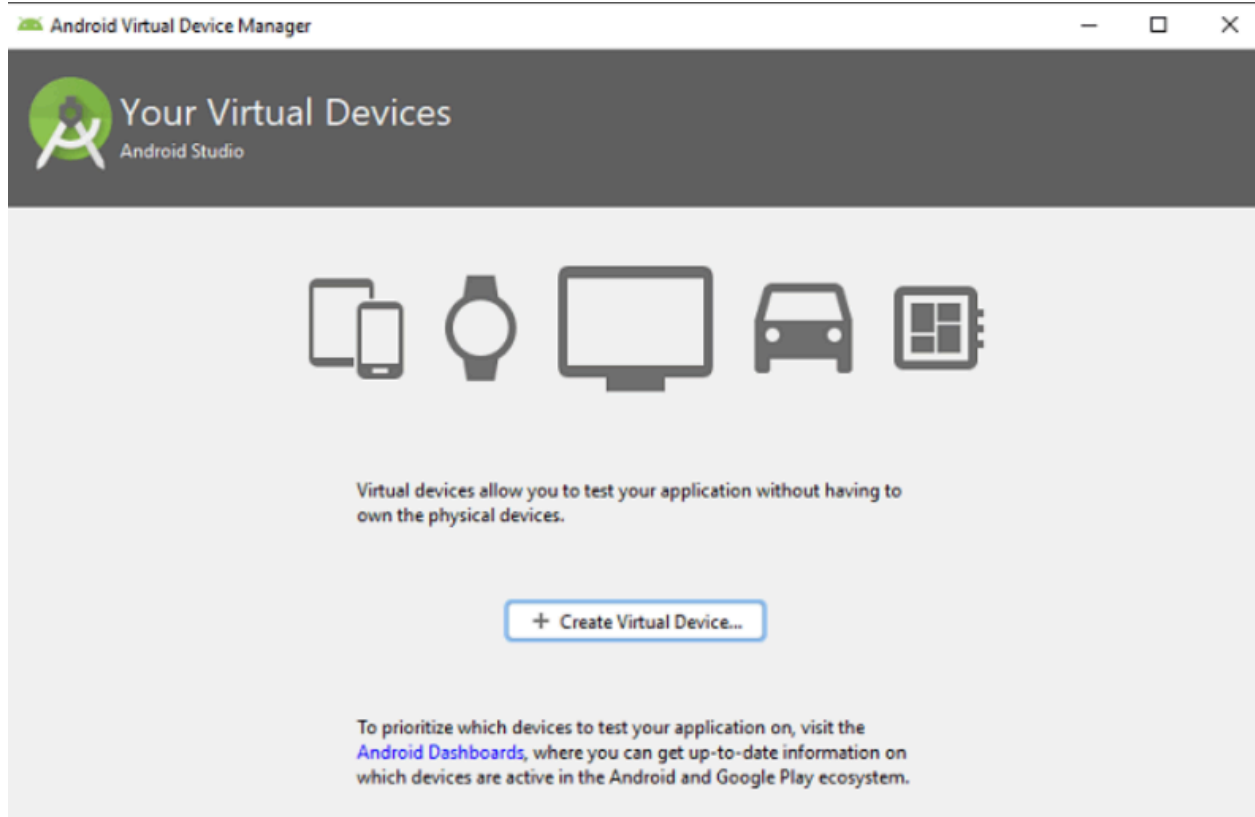 Android Virtual Device Manager
Your Virtual Devices
Android Studio
Virtual devices allow you to test your application without having to
own the physical devices.
+ Create Virtual Device...
To prioritize which devices to test your application on, visit the
Android Dashboards, where you can get up-to-date information on
which devices are active in the Android and Google Play ecosystem.